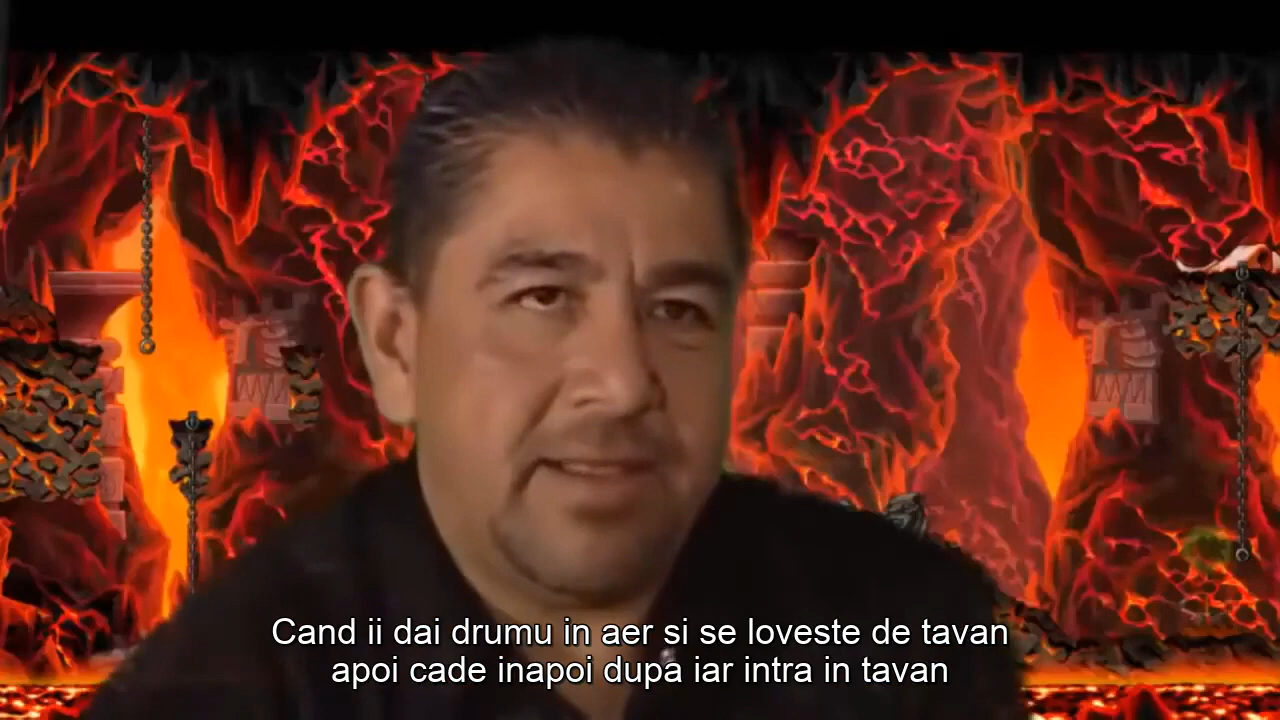 Cand ii dai drumu in aer si se loveste de tavan
apoi cade inapoi dupa iar intra in tavan